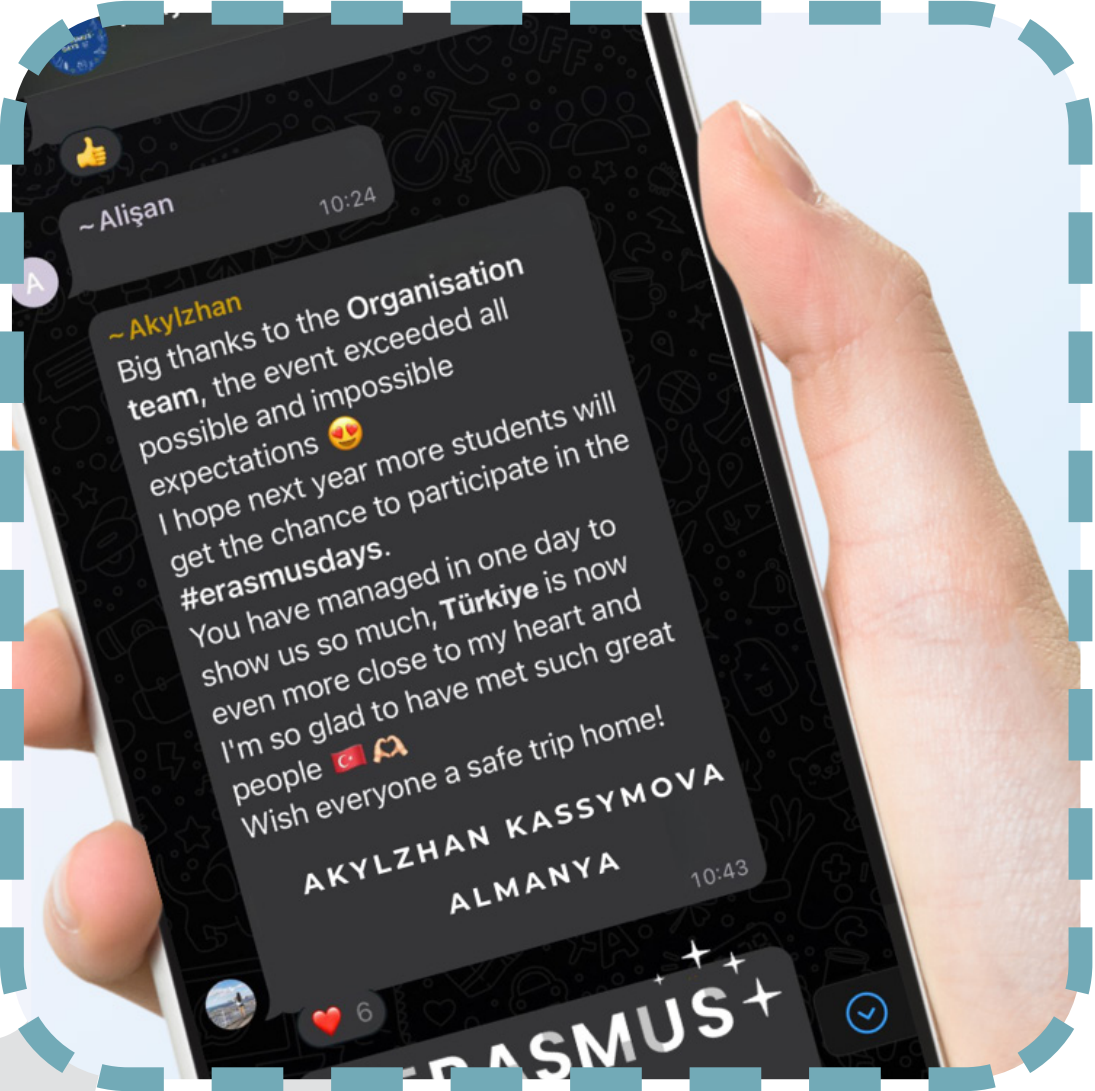 ~Alişan
10:24
A
~Akylzhan
Big thanks to the Organisation
team, the event exceeded all
possible and impossible
expectations 😍
I hope next year more students will
get the chance to participate in the
#erasmusdays.
You have managed in one day to
show us so much, Türkiye is now
even more close to my heart and
I'm so glad to have met such great
people 🇹🇷 🫶🏼
Wish everyone a safe trip home!
AKYLZHAN KASSYMOVA
ALMANYA
10:43
❤️ 6
ERASMUS